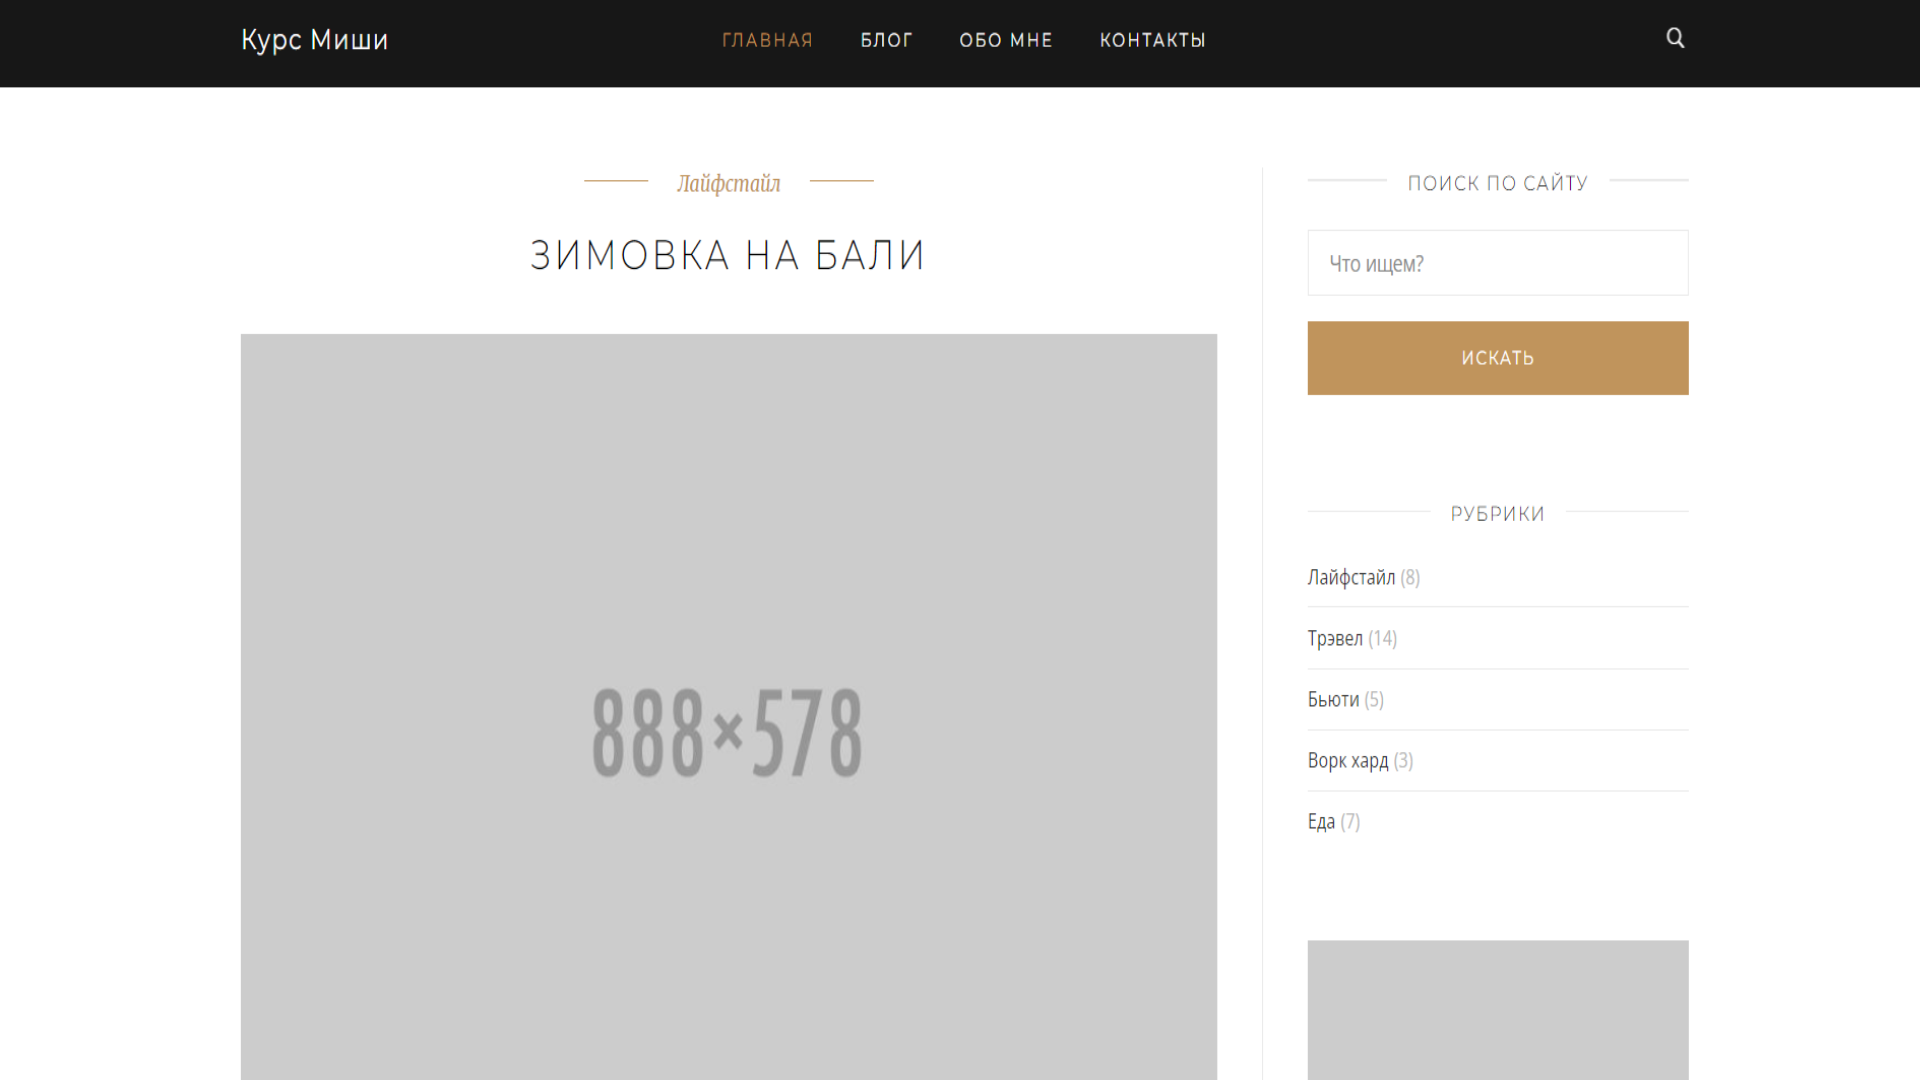 Курс Миши
ГЛАВНАЯ
БЛОГ
ОБО МНЕ
КОНТАКТЫ
Лайфстайл
ЗИМОВКА НА БАЛИ
888×578
ПОИСК ПО САЙТУ
Что ищем?
ИСКАТЬ
РУБРИКИ
Лайфстайл (8)
Трэвел (14)
Бьюти (5)
Ворк хард (3)
Еда (7)